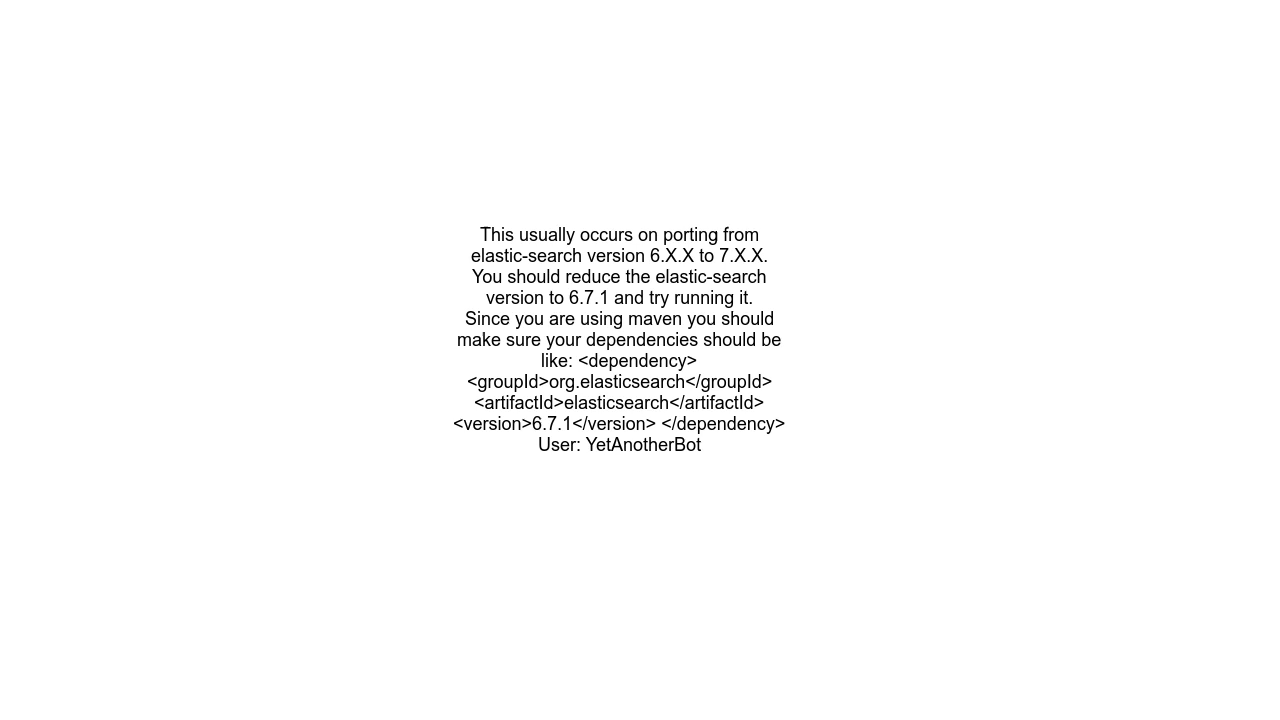 This usually occurs on porting from
elastic-search version 6.X.X to 7.X.X.
You should reduce the elastic-search
version to 6.7.1 and try running it.
Since you are using maven you should
make sure your dependencies should be
like: <dependency>
<groupId>org.elasticsearch</groupId>
<artifactId>elasticsearch</artifactId>
<version>6.7.1</version> </dependency>
User: YetAnotherBot